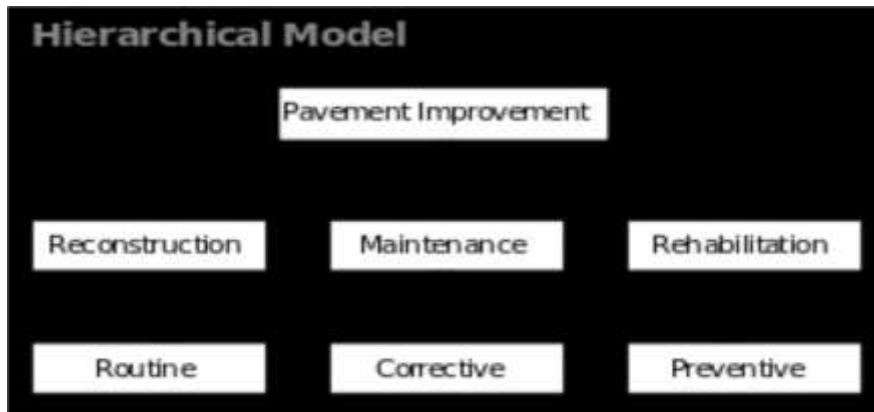 Hierarchical Model
Pavement Improvement
Reconstruction
Maintenance
Rehabilitation
Routine
Corrective
Preventive